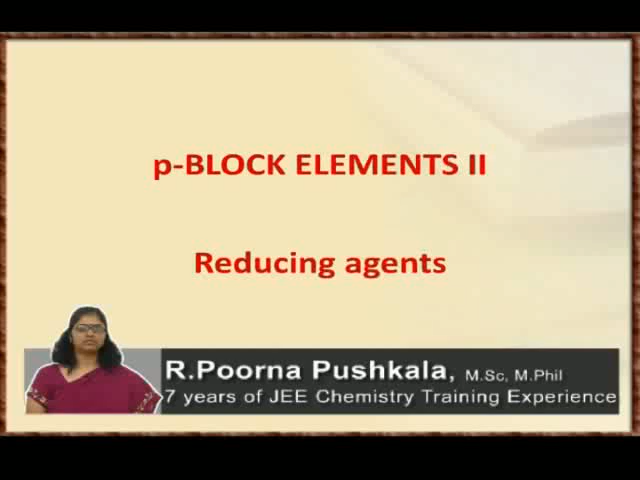 p-BLOCK ELEMENTS II
Reducing agents
R.Poorna Pushkala, M.Sc, M.Phil
7 years of JEE Chemistry Training Experience